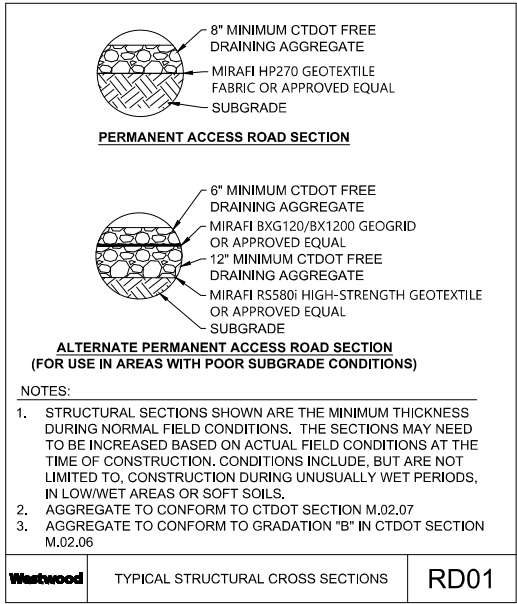 8" MINIMUM CTDOT FREE
DRAINING AGGREGATE
MIRAFI HP270 GEOTEXTILE
FABRIC OR APPROVED EQUAL
SUBGRADE
PERMANENT ACCESS ROAD SECTION
6" MINIMUM CTDOT FREE
DRAINING AGGREGATE
MIRAFI BXG120/BX1200 GEOGRID
OR APPROVED EQUAL
12" MINIMUM CTDOT FREE
DRAINING AGGREGATE
MIRAFI RS580i HIGH-STRENGTH GEOTEXTILE
OR APPROVED EQUAL
SUBGRADE
ALTERNATE PERMANENT ACCESS ROAD SECTION
(FOR USE IN AREAS WITH POOR SUBGRADE CONDITIONS)
NOTES:
1. STRUCTURAL SECTIONS SHOWN ARE THE MINIMUM THICKNESS
DURING NORMAL FIELD CONDITIONS. THE SECTIONS MAY NEED
TO BE INCREASED BASED ON ACTUAL FIELD CONDITIONS AT THE
TIME OF CONSTRUCTION. CONDITIONS INCLUDE, BUT ARE NOT
LIMITED TO, CONSTRUCTION DURING UNUSUALLY WET PERIODS,
IN LOW/WET AREAS OR SOFT SOILS.
2. AGGREGATE TO CONFORM TO CTDOT SECTION M.02.07
3. AGGREGATE TO CONFORM TO GRADATION "B" IN CTDOT SECTION
M.02.06
Westwood
TYPICAL STRUCTURAL CROSS SECTIONS
RD01